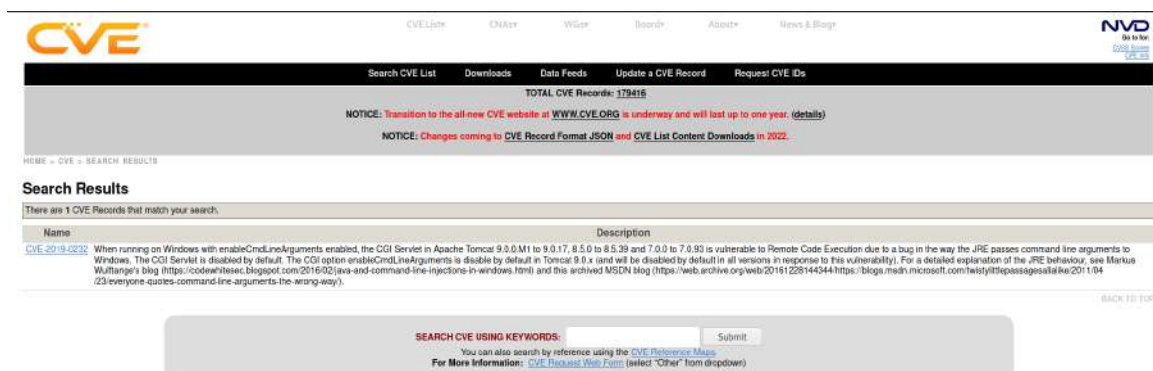 CVE
CVE List▾ CNAs▾ WGs▾ Board▾ About▾ News & Blog▾
NVD
Go to for:
CVSS Scores
CPE Info
Search CVE List Downloads Data Feeds Update a CVE Record Request CVE IDs
TOTAL CVE Records: 179416
NOTICE: Transition to the all-new CVE website at WWW.CVE.ORG is underway and will last up to one year. (details)
NOTICE: Changes coming to CVE Record Format JSON and CVE List Content Downloads in 2022.
HOME > CVE > SEARCH RESULTS
Search Results
There are 1 CVE Records that match your search.
Name Description
CVE-2019-0232 When running on Windows with enableCmdLineArguments enabled, the CGI Servlet in Apache Tomcat 9.0.0.M1 to 9.0.17, 8.5.0 to 8.5.39 and 7.0.0 to 7.0.93 is vulnerable to Remote Code Execution due to a bug in the way the JRE passes command line arguments to
Windows. The CGI Servlet is disabled by default. The CGI option enableCmdLineArguments is disable by default in Tomcat 9.0.x (and will be disabled by default in all versions in response to this vulnerability). For a detailed explanation of the JRE behaviour, see Markus
Wulftange's blog (https://codewhitesec.blogspot.com/2016/02/java-and-command-line-injections-in-windows.html) and this archived MSDN blog (https://web.archive.org/web/20161228144344/https://blogs.msdn.microsoft.com/twistylittlepassagesallalike/2011/04
/23/everyone-quotes-command-line-arguments-the-wrong-way/).
BACK TO TOP
SEARCH CVE USING KEYWORDS: Submit
You can also search by reference using the CVE Reference Maps.
For More Information: CVE Request Web Form (select "Other" from dropdown)